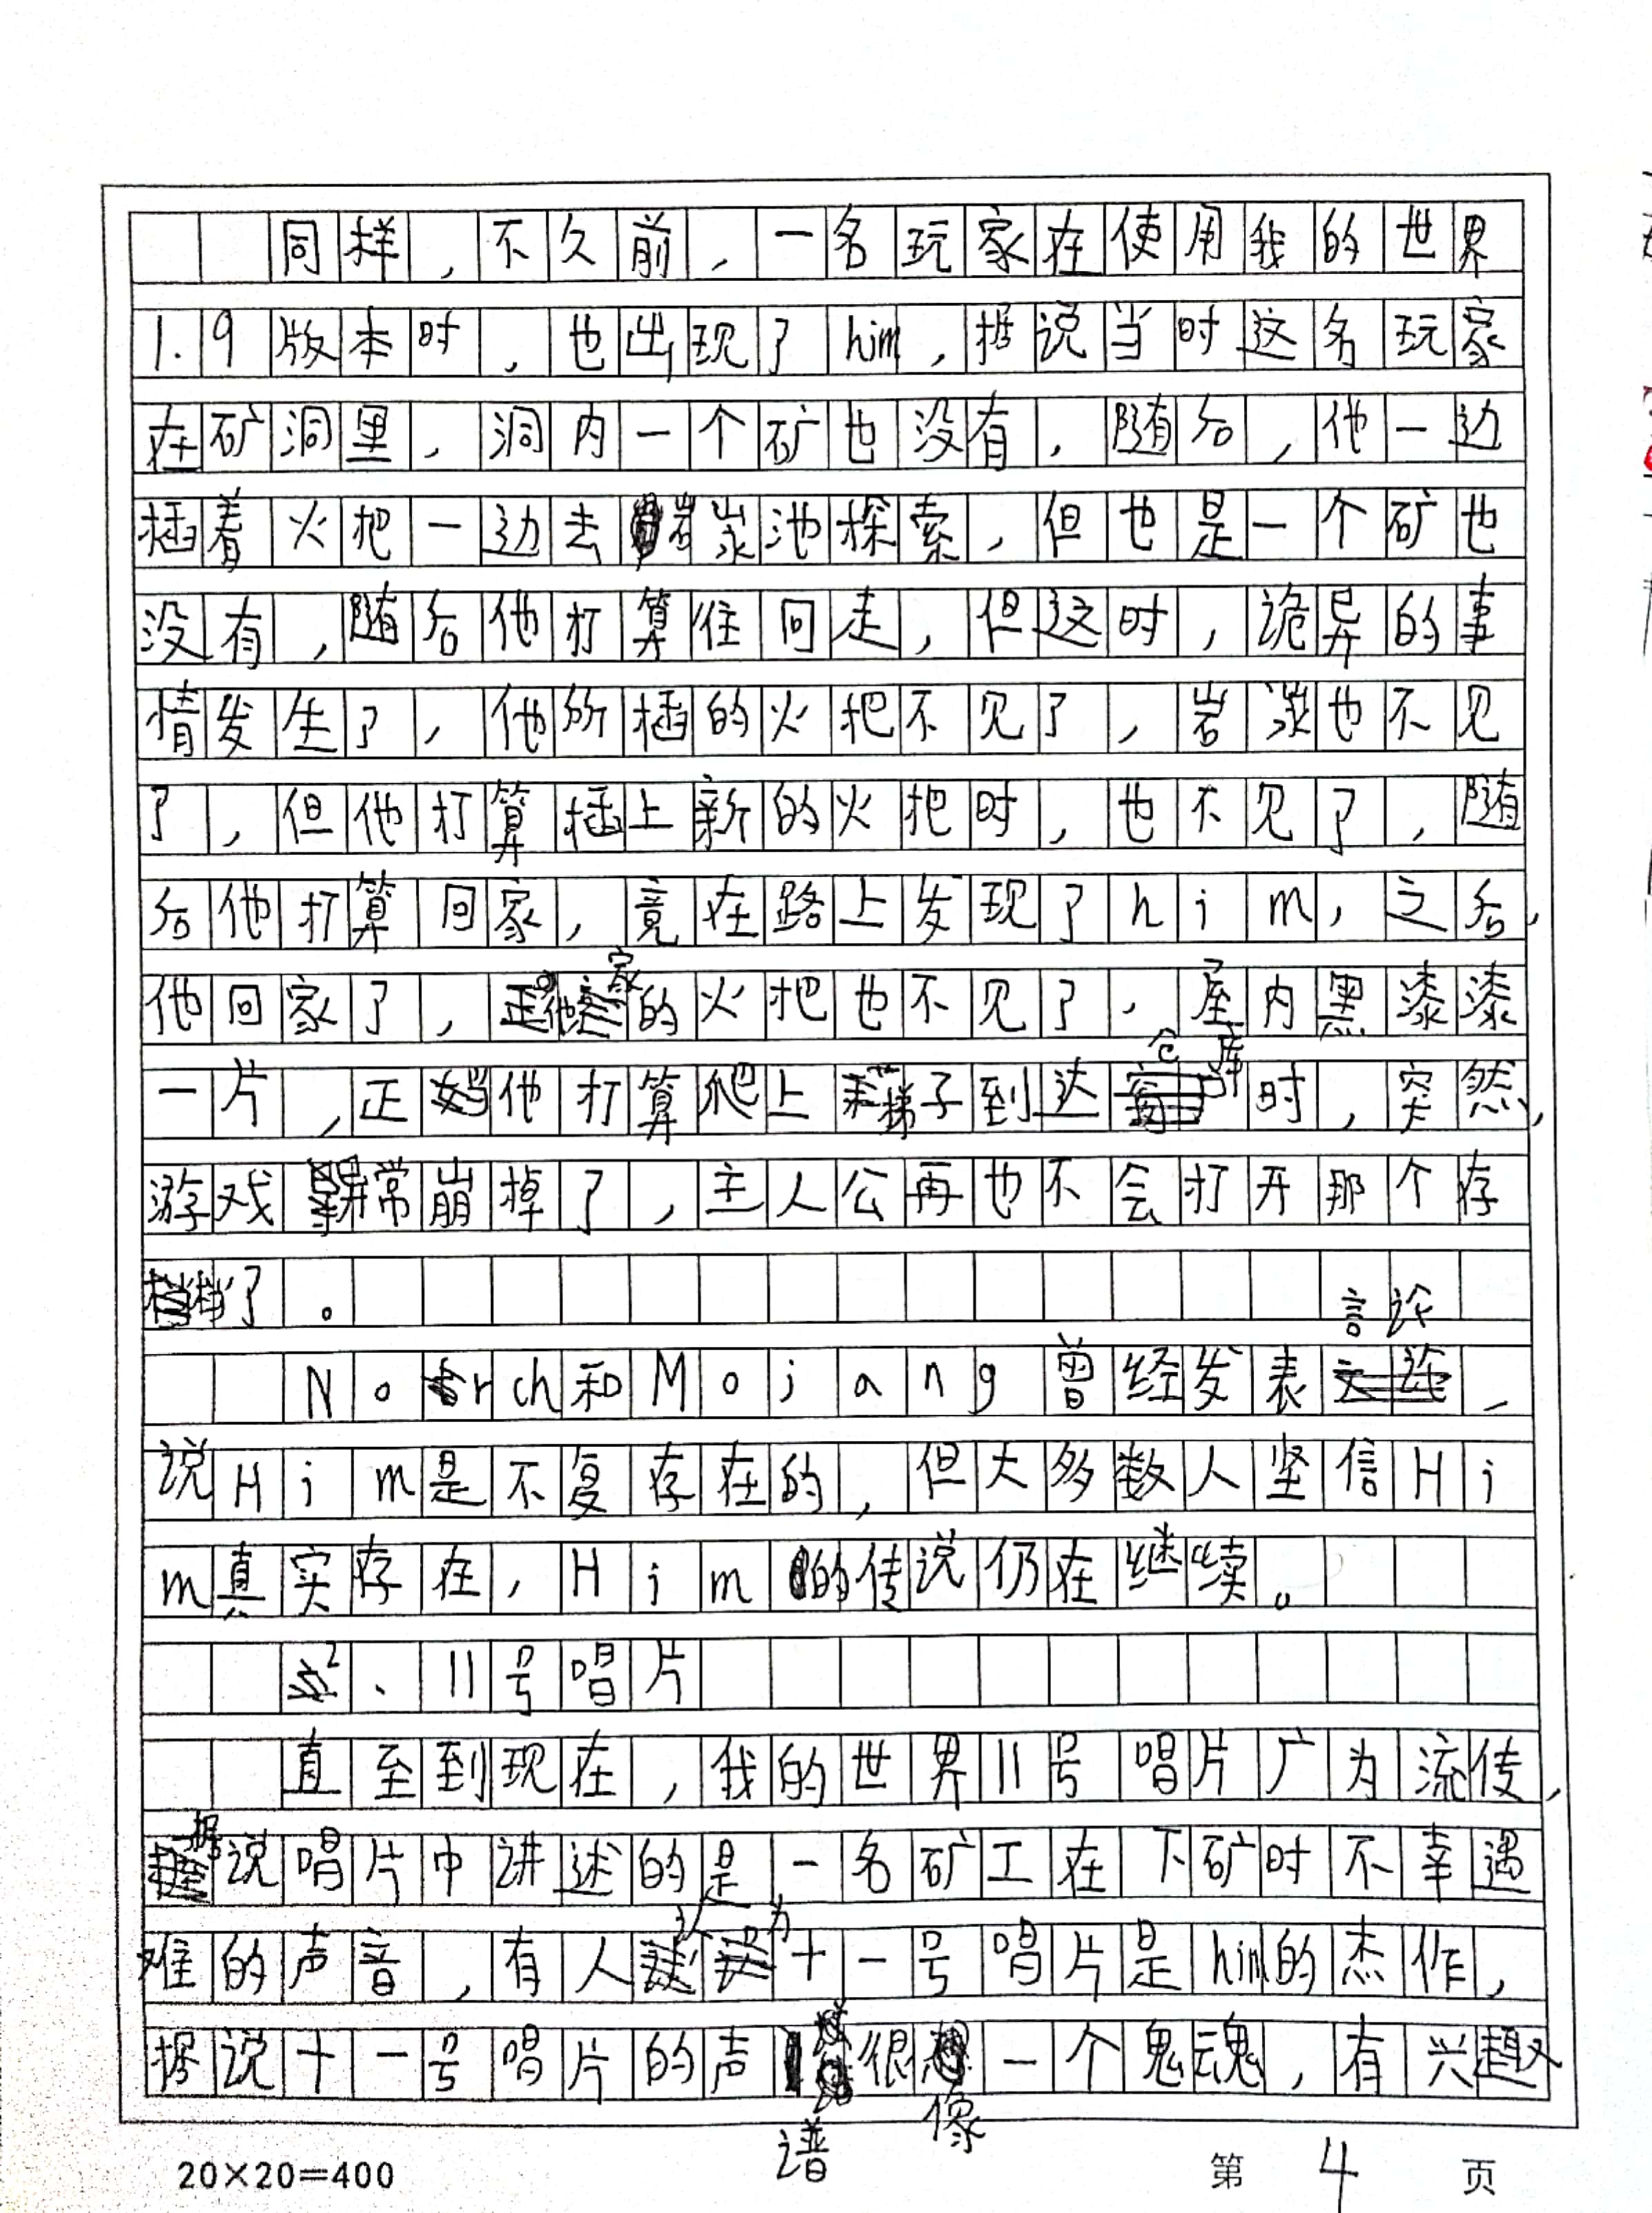 同样，不久前，一名玩家在使用我的世界
1.9版本时，也出现了him，据说当时这名玩家
在矿洞里，洞内一个矿也没有，随后，他一边
插着火把一边去岩浆池探索，但也是一个矿也
没有，随后他打算往回走，但这时，诡异的事
情发生了，他所插的火把不见了，岩浆也不见
了，但他打算插上新的火把时，也不见了，随
后他打算回家，竟在路上发现了him，之后，
他回家了，家的火把也不见了，屋内黑漆漆
一片，正当他打算爬上梯子到达仓库时，突然，
游戏异常崩掉了，主人公再也不会打开那个存
档了。
Norch和Mojang曾经发表言论，
说Him是不复存在的，但大多数人坚信Hi
m真实存在，Him的传说仍在继续。
2、11号唱片
直至到现在，我的世界11号唱片广为流传，
据说唱片中讲述的是一名矿工在下矿时不幸遇
难的声音，有人认为十一号唱片是him的杰作，
据说十一号唱片的声谱很像一个鬼魂，有兴趣
20×20=400 第 4 页